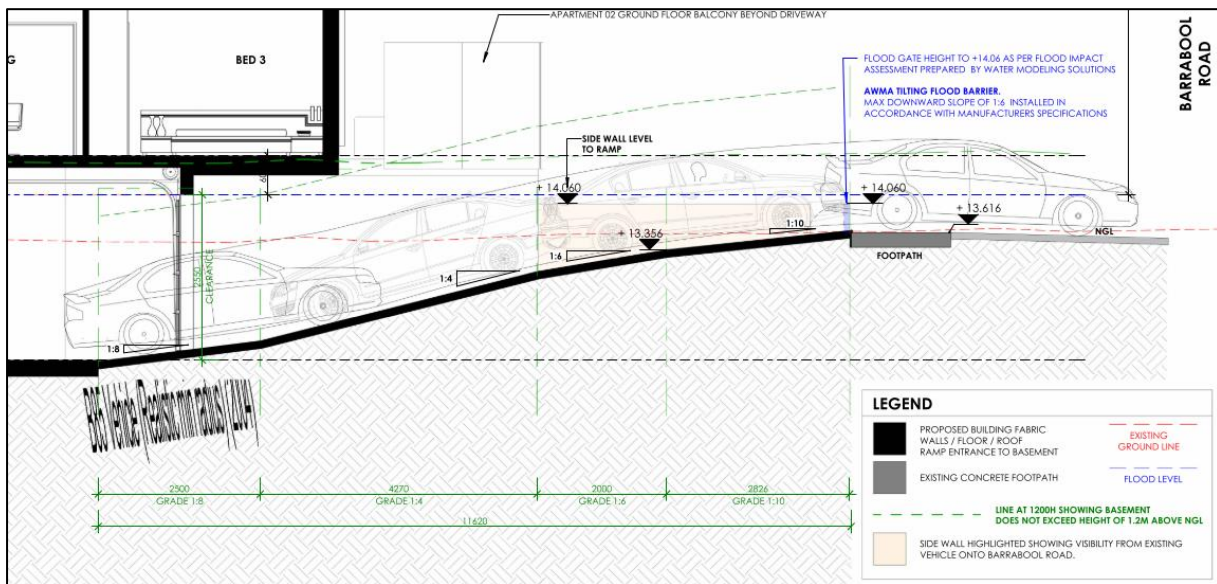 APARTMENT 02 GROUND FLOOR BALCONY BEYOND DRIVEWAY
G
BED 3
BARRABOOL
ROAD
FLOOD GATE HEIGHT TO +14.06 AS PER FLOOD IMPACT
ASSESSMENT PREPARED BY WATER MODELING SOLUTIONS
AWMA TILTING FLOOD BARRIER.
MAX DOWNWARD SLOPE OF 1:6 INSTALLED IN
ACCORDANCE WITH MANUFACTURERS SPECIFICATIONS
SIDE WALL LEVEL
TO RAMP
60
+ 14.060
+ 14.060
+ 13.616
+ 13.356
1:10
NGL
1:6
FOOTPATH
1:4
2550
CLEARANCE
1:8
2500
GRADE 1:8
4270
GRADE 1:4
2000
GRADE 1:6
2826
GRADE 1:10
11620
LEGEND
PROPOSED BUILDING FABRIC
WALLS / FLOOR / ROOF
RAMP ENTRANCE TO BASEMENT
EXISTING
GROUND LINE
EXISTING CONCRETE FOOTPATH
FLOOD LEVEL
LINE AT 1200H SHOWING BASEMENT
DOES NOT EXCEED HEIGHT OF 1.2M ABOVE NGL
SIDE WALL HIGHLIGHTED SHOWING VISIBILITY FROM EXISTING
VEHICLE ONTO BARRABOOL ROAD.